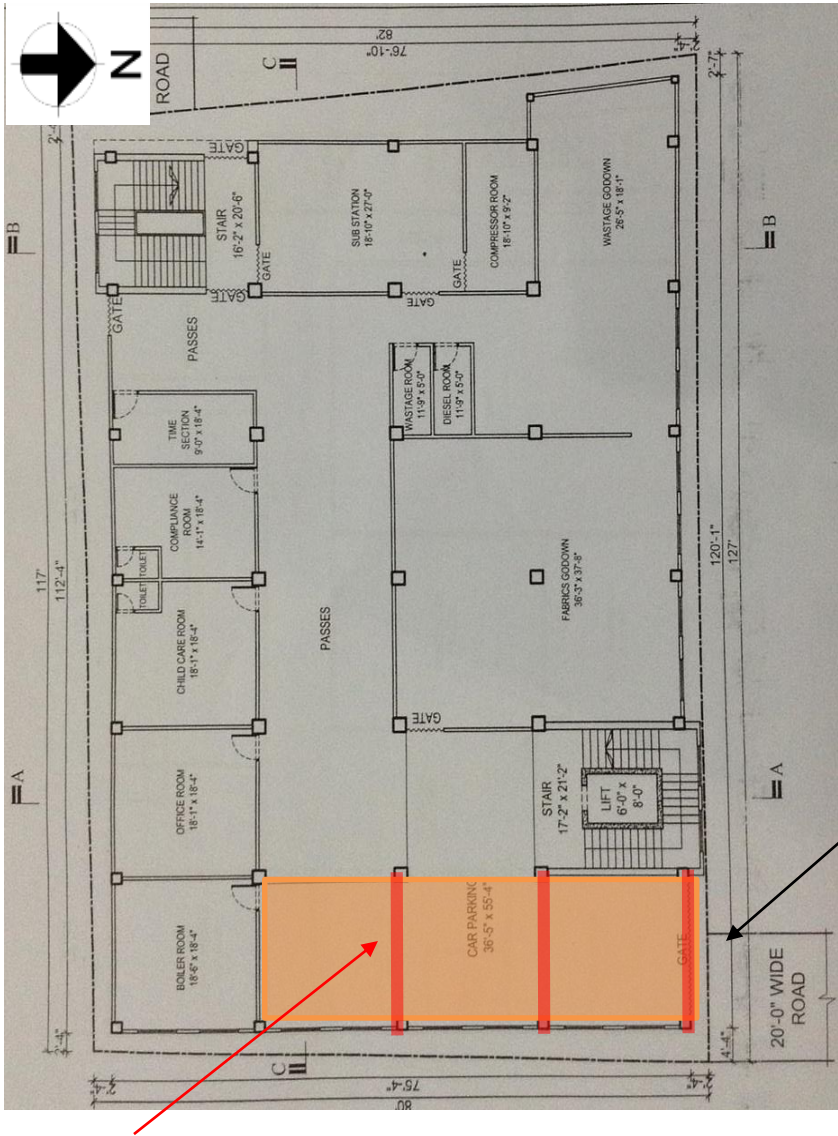 N
ROAD
82'
76'-10"
2'-4"
2'-7"
C
2'-4"
117'
112'-4"
B
GATE
STAIR
16'-2" x 20'-6"
SUB STATION
18'-10" x 27'-0"
COMPRESSOR ROOM
18'-10" x 9'-2"
WASTAGE GODOWN
26'-5" x 18'-1"
B
GATE
GATE
GATE
GATE
GATE
PASSES
TIME
SECTION
9'-0" x 18'-4"
WASTAGE ROOM
11'-9" x 5'-0"
DIESEL ROOM
11'-9" x 5'-0"
COMPLIANCE
ROOM
14'-1" x 18'-4"
TOILET
TOILET
CHILD CARE ROOM
18'-1" x 18'-4"
PASSES
FABRICS GODOWN
36'-3" x 37'-8"
120'-1"
127'
A
OFFICE ROOM
18'-1" x 18'-4"
GATE
STAIR
17'-2" x 21'-2"
LIFT
6'-0" x
8'-0"
A
BOILER ROOM
18'-6" x 18'-4"
CAR PARKING
36'-5" x 55'-4"
GATE
20'-0" WIDE
ROAD
2'-4"
4'-4"
C
75'-4"
80'